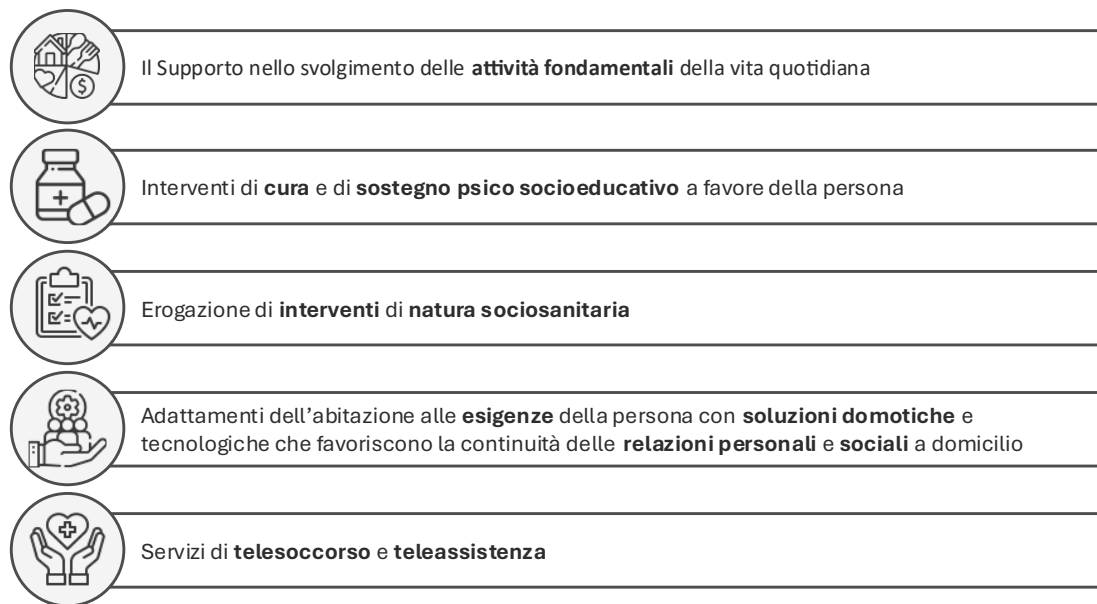 Il Supporto nello svolgimento delle attività fondamentali della vita quotidiana
Interventi di cura e di sostegno psico socioeducativo a favore della persona
Erogazione di interventi di natura sociosanitaria
Adattamenti dell’abitazione alle esigenze della persona con soluzioni domotiche e
tecnologiche che favoriscono la continuità delle relazioni personali e sociali a domicilio
Servizi di telesoccorso e teleassistenza